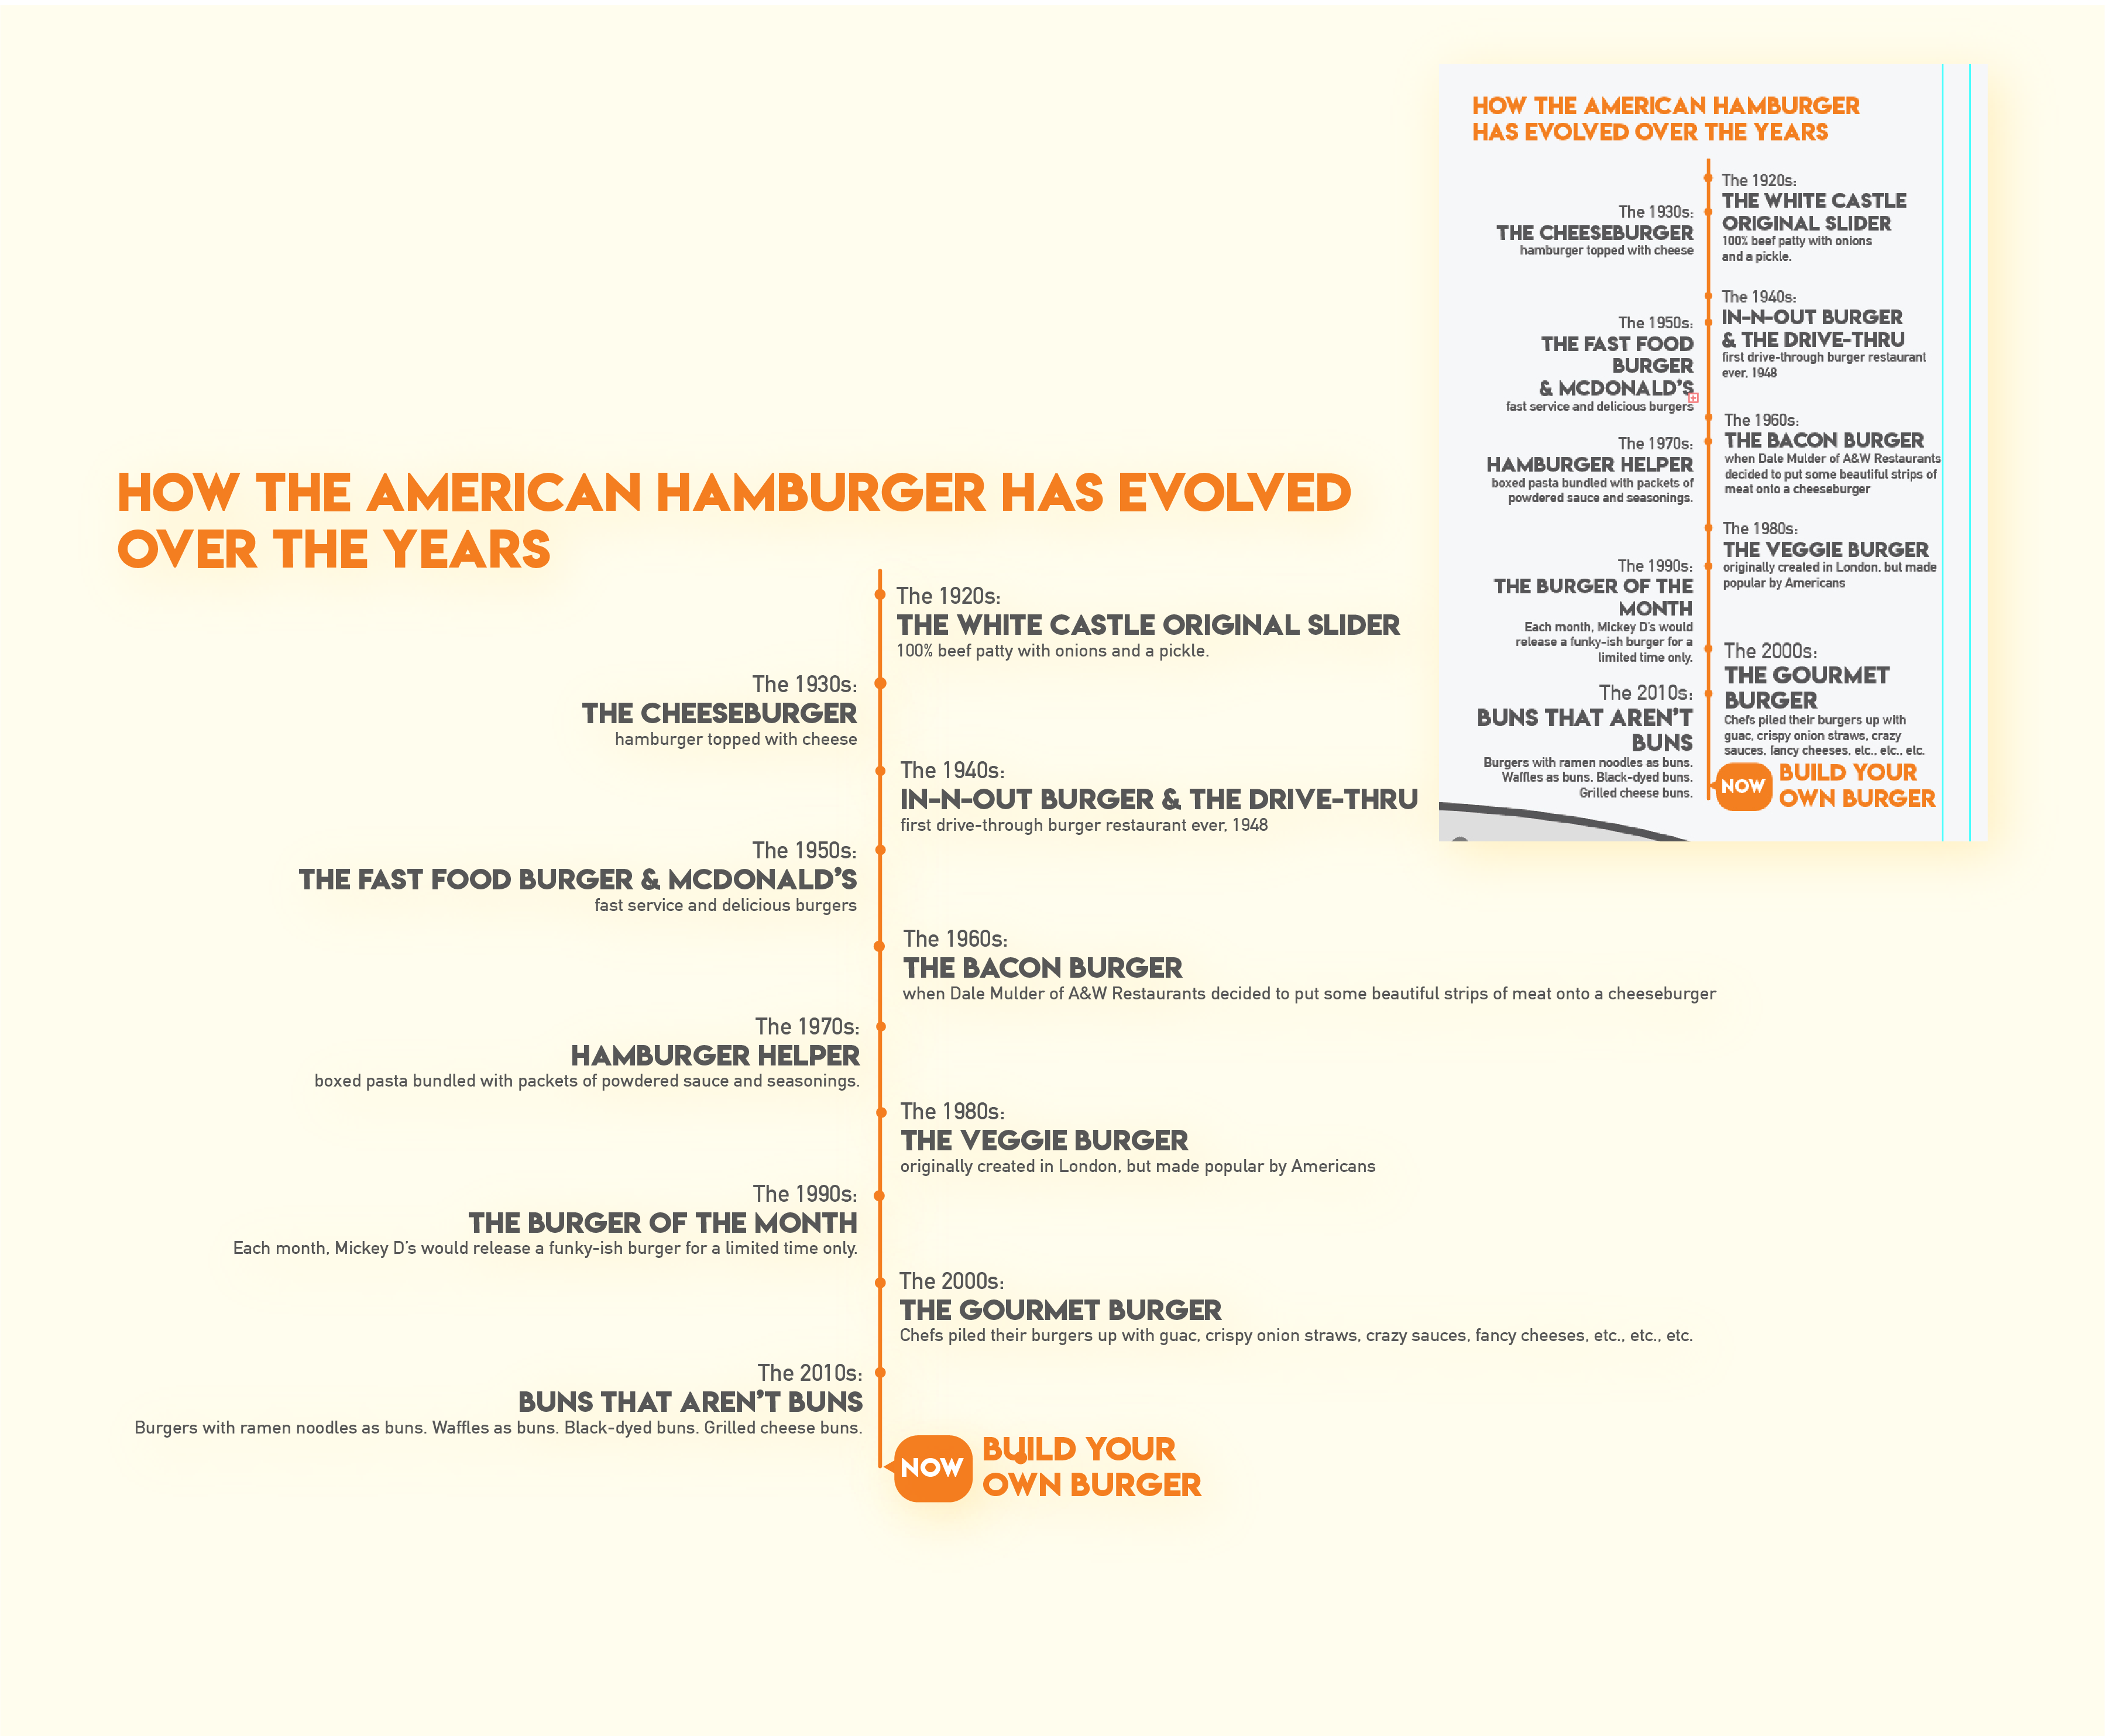 HOW THE AMERICAN HAMBURGER HAS EVOLVED
OVER THE YEARS
The 1920s:
THE WHITE CASTLE ORIGINAL SLIDER
100% beef patty with onions and a pickle.
The 1930s:
THE CHEESEBURGER
hamburger topped with cheese
The 1940s:
IN-N-OUT BURGER & THE DRIVE-THRU
first drive-through burger restaurant ever, 1948
The 1950s:
THE FAST FOOD BURGER & MCDONALD'S
fast service and delicious burgers
The 1960s:
THE BACON BURGER
when Dale Mulder of A&W Restaurants decided to put some beautiful strips of meat onto a cheeseburger
The 1970s:
HAMBURGER HELPER
boxed pasta bundled with packets of powdered sauce and seasonings.
The 1980s:
THE VEGGIE BURGER
originally created in London, but made popular by Americans
The 1990s:
THE BURGER OF THE MONTH
Each month, Mickey D's would release a funky-ish burger for a limited time only.
The 2000s:
THE GOURMET BURGER
Chefs piled their burgers up with guac, crispy onion straws, crazy sauces, fancy cheeses, etc., etc., etc.
The 2010s:
BUNS THAT AREN'T BUNS
Burgers with ramen noodles as buns. Waffles as buns. Black-dyed buns. Grilled cheese buns.
NOW
BUILD YOUR
OWN BURGER
HOW THE AMERICAN HAMBURGER
HAS EVOLVED OVER THE YEARS
The 1920s:
THE WHITE CASTLE
ORIGINAL SLIDER
100% beef patty with onions
and a pickle.
The 1930s:
THE CHEESEBURGER
hamburger topped with cheese
The 1940s:
IN-N-OUT BURGER
& THE DRIVE-THRU
first drive-through burger restaurant
ever, 1948
The 1950s:
THE FAST FOOD
BURGER
& MCDONALD'S
fast service and delicious burgers
The 1960s:
THE BACON BURGER
when Dale Mulder of A&W Restaurants
decided to put some beautiful strips of
meat onto a cheeseburger
The 1970s:
HAMBURGER HELPER
boxed pasta bundled with packets of
powdered sauce and seasonings.
The 1980s:
THE VEGGIE BURGER
originally created in London, but made
popular by Americans
The 1990s:
THE BURGER OF THE
MONTH
Each month, Mickey D's would
release a funky-ish burger for a
limited time only.
The 2000s:
THE GOURMET
BURGER
Chefs piled their burgers up with
guac, crispy onion straws, crazy
sauces, fancy cheeses, etc., etc., etc.
The 2010s:
BUNS THAT AREN'T
BUNS
Burgers with ramen noodles as buns.
Waffles as buns. Black-dyed buns.
Grilled cheese buns.
NOW
BUILD YOUR
OWN BURGER